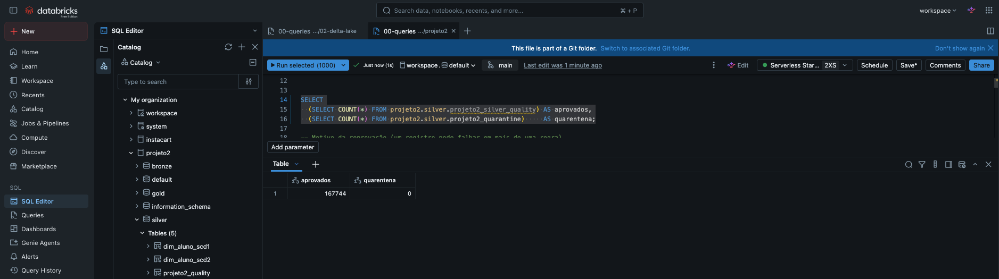 databricks
Free Edition
Search data, notebooks, recents, and more...
⌘ + P
workspace
New
Home
Learn
Workspace
Recents
Catalog
Jobs & Pipelines
Compute
Discover
Marketplace
SQL
SQL Editor
Queries
Dashboards
Genie Agents
Alerts
Query History
SQL Editor
Catalog
Catalog
Type to search
My organization
workspace
system
instacart
projeto2
bronze
default
gold
information_schema
silver
Tables (5)
dim_aluno_scd1
dim_aluno_scd2
projeto2_quality
00-queries .../02-delta-lake
00-queries .../projeto2
This file is part of a Git folder. Switch to associated Git folder.
Don't show again
Run selected (1000)
Just now (1s)
workspace.default
main
Last edit was 1 minute ago
Edit
Serverless Star... 2XS
Schedule
Save*
Comments
Share
12
13
14 SELECT
15 (SELECT COUNT(*) FROM projeto2.silver.projeto2_silver_quality) AS aprovados,
16 (SELECT COUNT(*) FROM projeto2.silver.projeto2_quarantine) AS quarentena;
17
18 -- Motivo da reprovação (um registro pode falhar em mais de uma regra)
Add parameter
Table
aprovados quarentena
1 167744 0